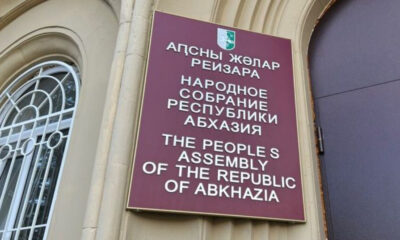 АԤСНЫ ЖӘЛАР
РЕИЗАРА
НАРОДНОЕ
СОБРАНИЕ
РЕСПУБЛИКИ
АБХАЗИЯ
THE PEOPLE,S
ASSEMBLY
OF THE REPUBLIC
OF ABKHAZIA